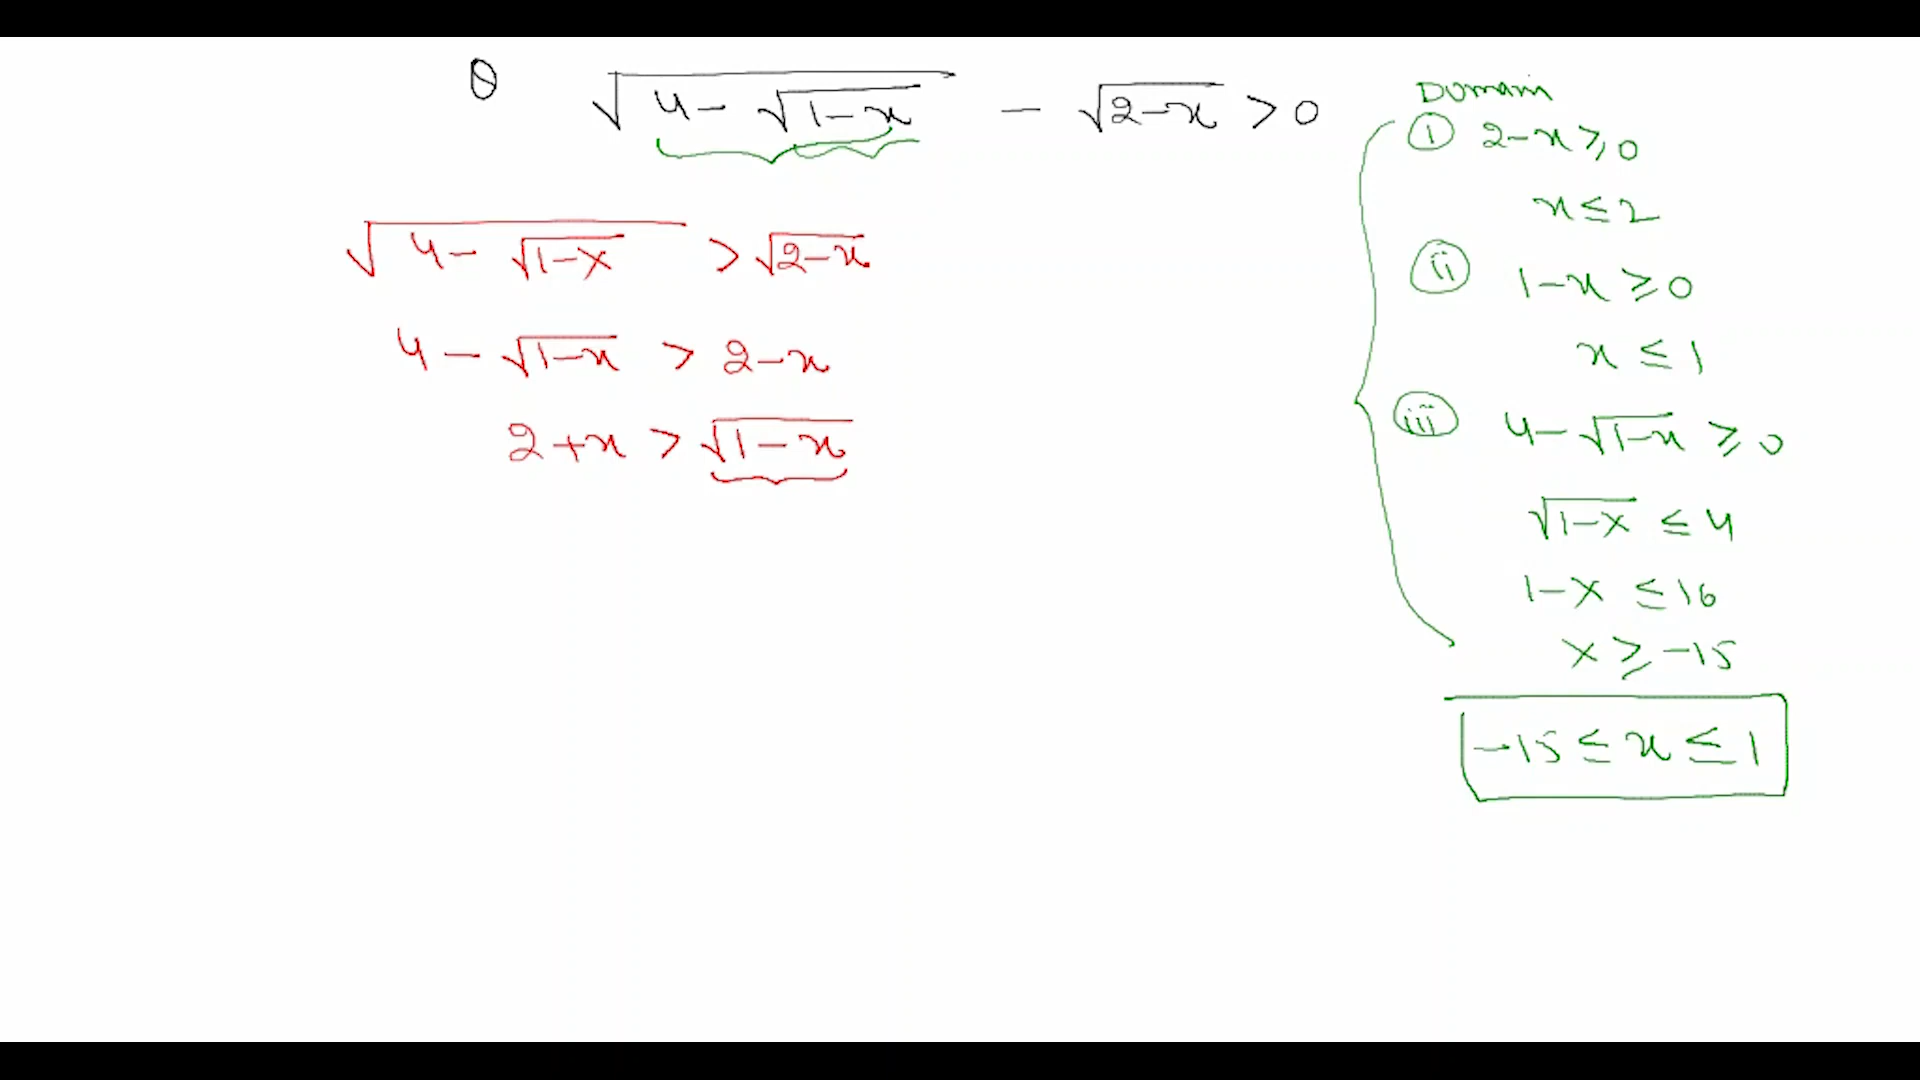 Q √(4-√(1-x)) - √(2-x) > 0
√(4-√(1-x)) > √(2-x)
4 - √(1-x) > 2-x
2+x > √(1-x)
Domain
(i) 2-x ≥ 0
x ≤ 2
(ii) 1-x ≥ 0
x ≤ 1
(iii) 4-√(1-x) ≥ 0
√(1-x) ≤ 4
1-x ≤ 16
x ≥ -15
-15 ≤ x ≤ 1